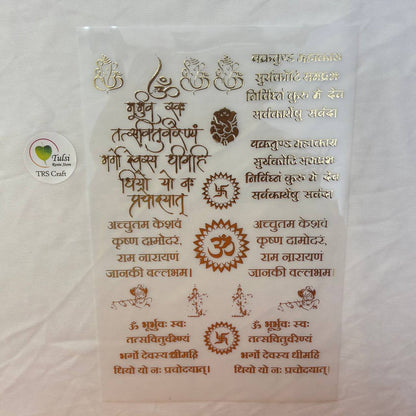 Tulsi
Resin Store
TRS Craft
ॐ
भूर्भुवः स्वः
तत्सवितुर्वरेण्यं
भर्गो देवस्य धीमहि
धियो यो नः
प्रचोदयात्
वक्रतुण्ड महाकाय
सुर्यकोटि समप्रभ
निर्विघ्नं कुरु मे देव
सर्वकार्येषु सर्वदा
वक्रतुण्ड महाकाय
सुर्यकोटि समप्रभ
निर्विघ्नं कुरु मे देव
सर्वकार्येषु सर्वदा
अच्चुतम केशवं
कृष्ण दामोदरं,
राम नारायणं
जानकी वल्लभम।
ॐ
अच्चुतम केशवं
कृष्ण दामोदरं,
राम नारायणं
जानकी वल्लभम।
ॐ भूर्भुवः स्वः
तत्सवितुर्वरेण्यं
भर्गो देवस्य धीमहि
धियो यो नः प्रचोदयात्।
ॐ भूर्भुवः स्वः
तत्सवितुर्वरेण्यं
भर्गो देवस्य धीमहि
धियो यो नः प्रचोदयात्।